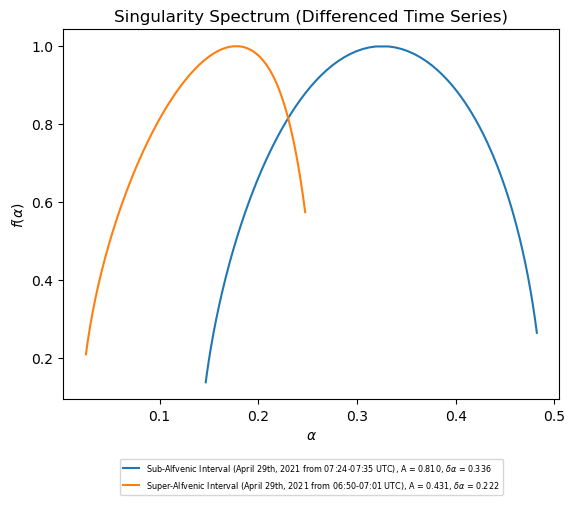 Singularity Spectrum (Differenced Time Series)
1.0
0.8
0.6
0.4
0.2
f(α)
0.1 0.2 0.3 0.4 0.5
α
Sub-Alfvenic Interval (April 29th, 2021 from 07:24-07:35 UTC), A = 0.810, δα = 0.336
Super-Alfvenic Interval (April 29th, 2021 from 06:50-07:01 UTC), A = 0.431, δα = 0.222